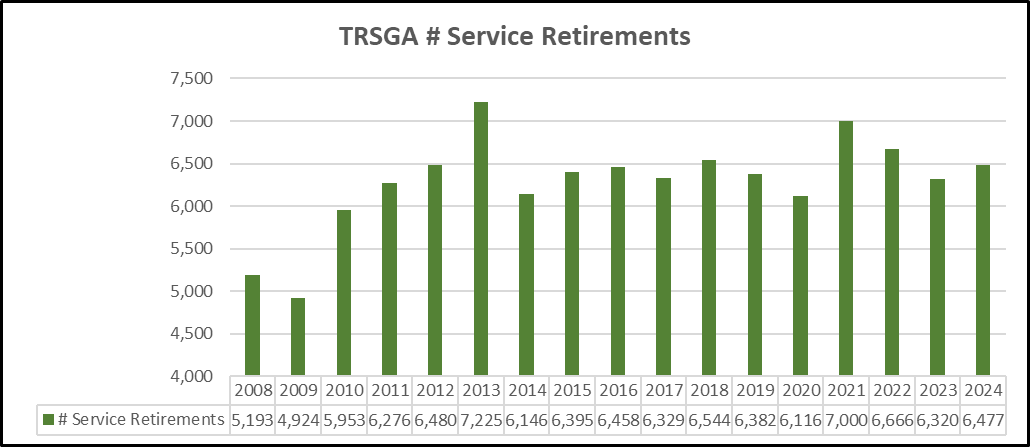 TRSGA # Service Retirements
7,500
7,000
6,500
6,000
5,500
5,000
4,500
4,000
2008 2009 2010 2011 2012 2013 2014 2015 2016 2017 2018 2019 2020 2021 2022 2023 2024
# Service Retirements 5,193 4,924 5,953 6,276 6,480 7,225 6,146 6,395 6,458 6,329 6,544 6,382 6,116 7,000 6,666 6,320 6,477